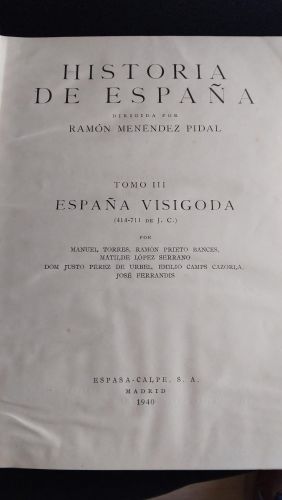 HISTORIA
DE ESPAÑA
DIRIGIDA POR
RAMÓN MENÉNDEZ PIDAL
TOMO III
ESPAÑA VISIGODA
(414-711 DE J. C.)
POR
MANUEL TORRES, RAMÓN PRIETO BANCES,
MATILDE LÓPEZ SERRANO
DOM JUSTO PÉREZ DE URBEL, EMILIO CAMPS CAZORLA,
JOSÉ FERRANDIS
ESPASA-CALPE, S. A.
MADRID
1940